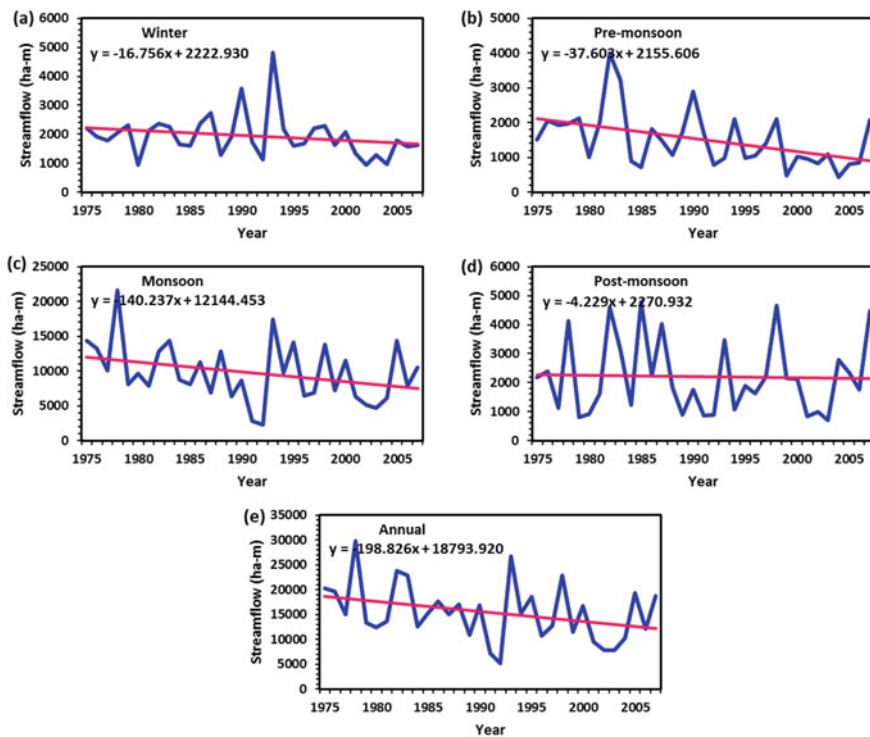 (a)
Winter
y = -16.756x + 2222.930
Streamflow (ha-m)
6000
5000
4000
3000
2000
1000
0
1975 1980 1985 1990 1995 2000 2005
Year
(b)
Pre-monsoon
y = -37.603x + 2155.606
Streamflow (ha-m)
5000
4000
3000
2000
1000
0
1975 1980 1985 1990 1995 2000 2005
Year
(c)
Monsoon
y = -140.237x + 12144.453
Streamflow (ha-m)
25000
20000
15000
10000
5000
0
1975 1980 1985 1990 1995 2000 2005
Year
(d)
Post-monsoon
y = -4.229x + 2270.932
Streamflow (ha-m)
6000
5000
4000
3000
2000
1000
0
1975 1980 1985 1990 1995 2000 2005
Year
(e)
Annual
y = -198.826x + 18793.920
Streamflow (ha-m)
35000
30000
25000
20000
15000
10000
5000
0
1975 1980 1985 1990 1995 2000 2005
Year